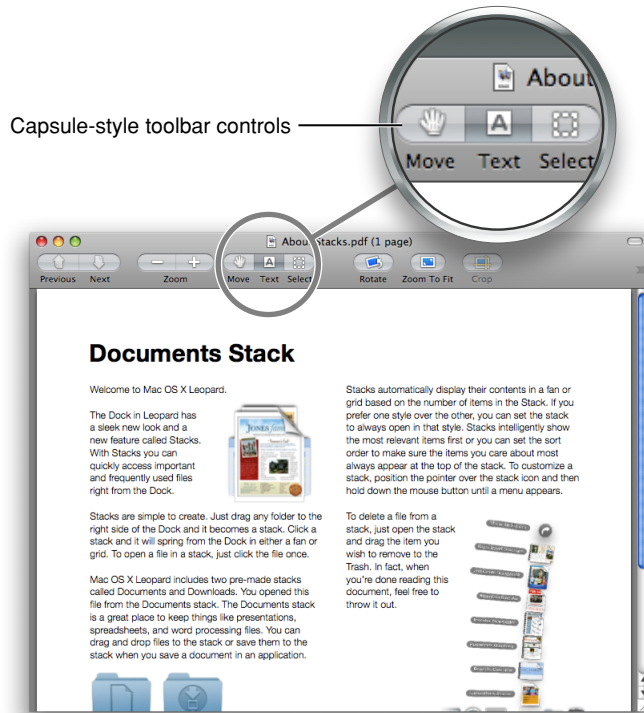 About
Capsule-style toolbar controls
Move Text Select
About Stacks.pdf (1 page)
Previous Next Zoom Move Text Select Rotate Zoom To Fit Crop
Documents Stack
Welcome to Mac OS X Leopard.
The Dock in Leopard has
a sleek new look and a
new feature called Stacks.
With Stacks you can
quickly access important
and frequently used files
right from the Dock.
JONES
Stacks are simple to create. Just drag any folder to the
right side of the Dock and it becomes a stack. Click a
stack and it will spring from the Dock in either a fan or
grid. To open a file in a stack, just click the file once.
Mac OS X Leopard includes two pre-made stacks
called Documents and Downloads. You opened this
file from the Documents stack. The Documents stack
is a great place to keep things like presentations,
spreadsheets, and word processing files. You can
drag and drop files to the stack or save them to the
stack when you save a document in an application.
Stacks automatically display their contents in a fan or
grid based on the number of items in the Stack. If you
prefer one style over the other, you can set the stack
to always open in that style. Stacks intelligently show
the most relevant items first or you can set the sort
order to make sure the items you care about most
always appear at the top of the stack. To customize a
stack, position the pointer over the stack icon and then
hold down the mouse button until a menu appears.
To delete a file from a
stack, just open the stack
and drag the item you
wish to remove to the
Trash. In fact, when
you're done reading this
document, feel free to
throw it out.